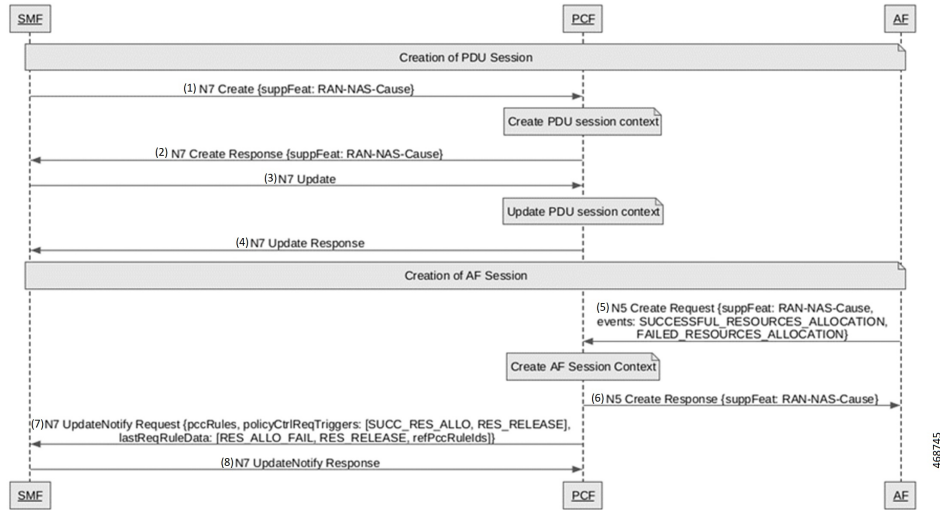 SMF PCF AF
Creation of PDU Session
(1) N7 Create {suppFeat: RAN-NAS-Cause}
Create PDU session context
(2) N7 Create Response {suppFeat: RAN-NAS-Cause}
(3) N7 Update
Update PDU session context
(4) N7 Update Response
Creation of AF Session
(5) N5 Create Request {suppFeat: RAN-NAS-Cause,
events: SUCCESSFUL_RESOURCES_ALLOCATION,
FAILED_RESOURCES_ALLOCATION}
Create AF Session Context
(6) N5 Create Response {suppFeat: RAN-NAS-Cause}
(7) N7 UpdateNotify Request {pccRules, policyCtrlReqTriggers: [SUCC_RES_ALLO, RES_RELEASE],
lastReqRuleData: [RES_ALLO_FAIL, RES_RELEASE, refPccRuleIds]}
(8) N7 UpdateNotify Response
SMF PCF AF
468745